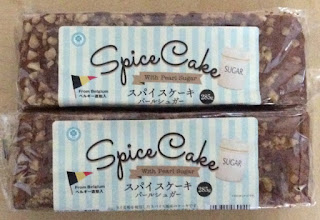 Spice Cake
With Pearl Sugar
スパイスケーキ
パールシュガー
285g
SUGAR
From Belgium
ベルギー直輸入
Spice Cake
With Pearl Sugar
スパイスケーキ
パールシュガー
285g
SUGAR
From Belgium
ベルギー直輸入